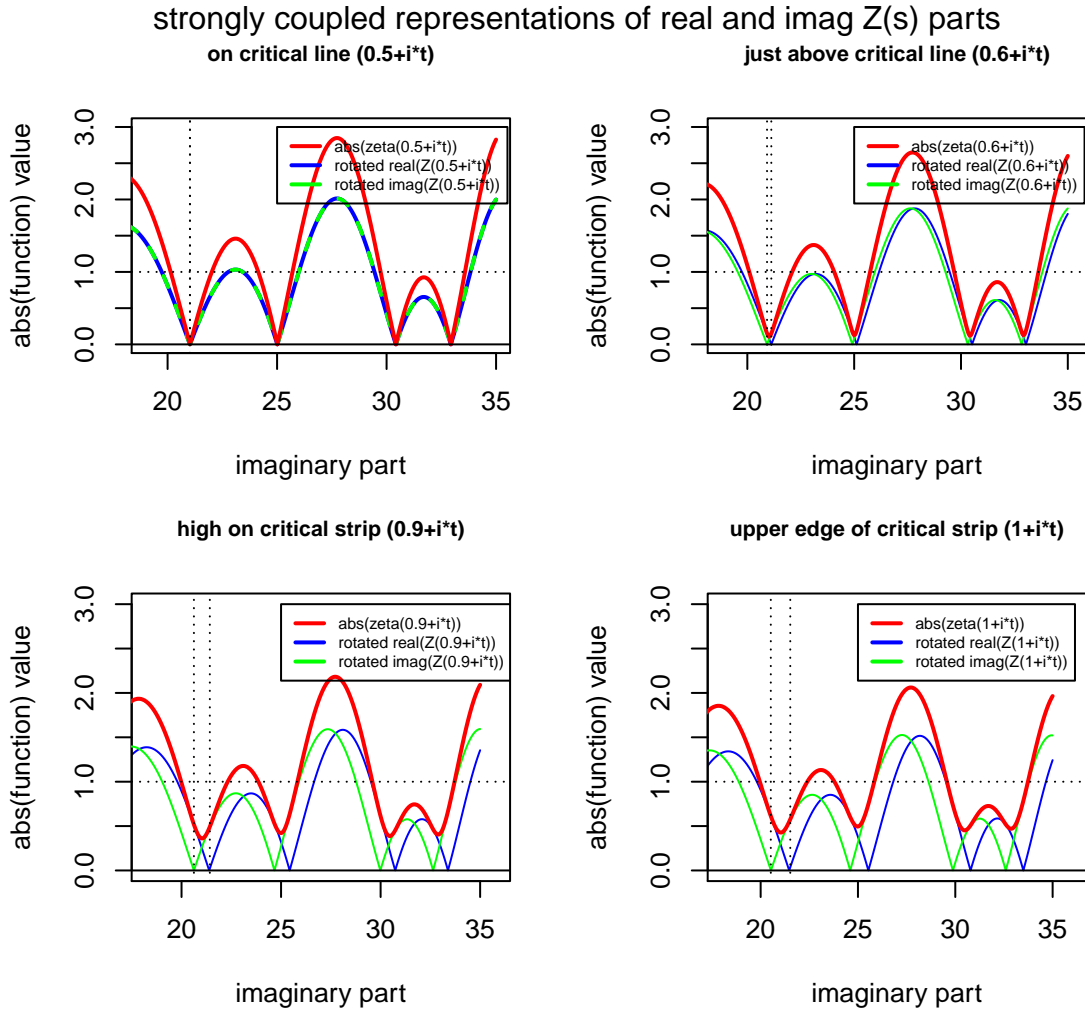 strongly coupled representations of real and imag Z(s) parts
on critical line (0.5+i*t)
abs(function) value
3.0
2.0
1.0
0.0
abs(zeta(0.5+i*t))
rotated real(Z(0.5+i*t))
rotated imag(Z(0.5+i*t))
20
25
30
35
imaginary part
just above critical line (0.6+i*t)
abs(function) value
3.0
2.0
1.0
0.0
abs(zeta(0.6+i*t))
rotated real(Z(0.6+i*t))
rotated imag(Z(0.6+i*t))
20
25
30
35
imaginary part
high on critical strip (0.9+i*t)
abs(function) value
3.0
2.0
1.0
0.0
abs(zeta(0.9+i*t))
rotated real(Z(0.9+i*t))
rotated imag(Z(0.9+i*t))
20
25
30
35
imaginary part
upper edge of critical strip (1+i*t)
abs(function) value
3.0
2.0
1.0
0.0
abs(zeta(1+i*t))
rotated real(Z(1+i*t))
rotated imag(Z(1+i*t))
20
25
30
35
imaginary part